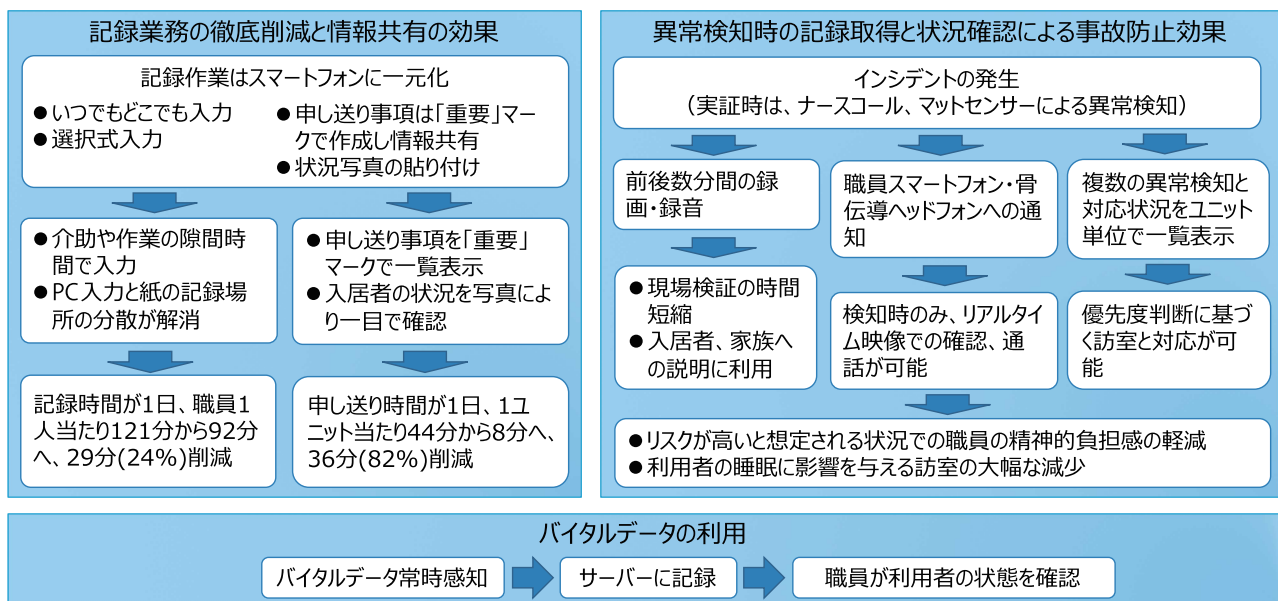 記録業務の徹底削減と情報共有の効果
記録作業はスマートフォンに一元化
●いつでもどこでも入力
●選択式入力
●申し送り事項は「重要」マー
クで作成し情報共有
●状況写真の貼り付け
●介助や作業の隙間時
間で入力
●PC入力と紙の記録場
所の分散が解消
●申し送り事項を「重要」
マークで一覧表示
●入居者の状況を写真によ
り一目で確認
記録時間が1日、職員1
人当たり121分から92分
へ、29分(24%)削減
申し送り時間が1日、1ユ
ニット当たり44分から8分へ、
36分(82%)削減
異常検知時の記録取得と状況確認による事故防止効果
インシデントの発生
(実証時は、ナースコール、マットセンサーによる異常検知)
前後数分間の録
画・録音
●現場検証の時間
短縮
●入居者、家族へ
の説明に利用
職員スマートフォン・骨
伝導ヘッドフォンへの通
知
検知時のみ、リアルタイ
ム映像での確認、通
話が可能
複数の異常検知と
対応状況をユニット
単位で一覧表示
優先度判断に基づ
く訪室と対応が可
能
●リスクが高いと想定される状況での職員の精神的負担感の軽減
●利用者の睡眠に影響を与える訪室の大幅な減少
バイタルデータの利用
バイタルデータ常時感知
サーバーに記録
職員が利用者の状態を確認